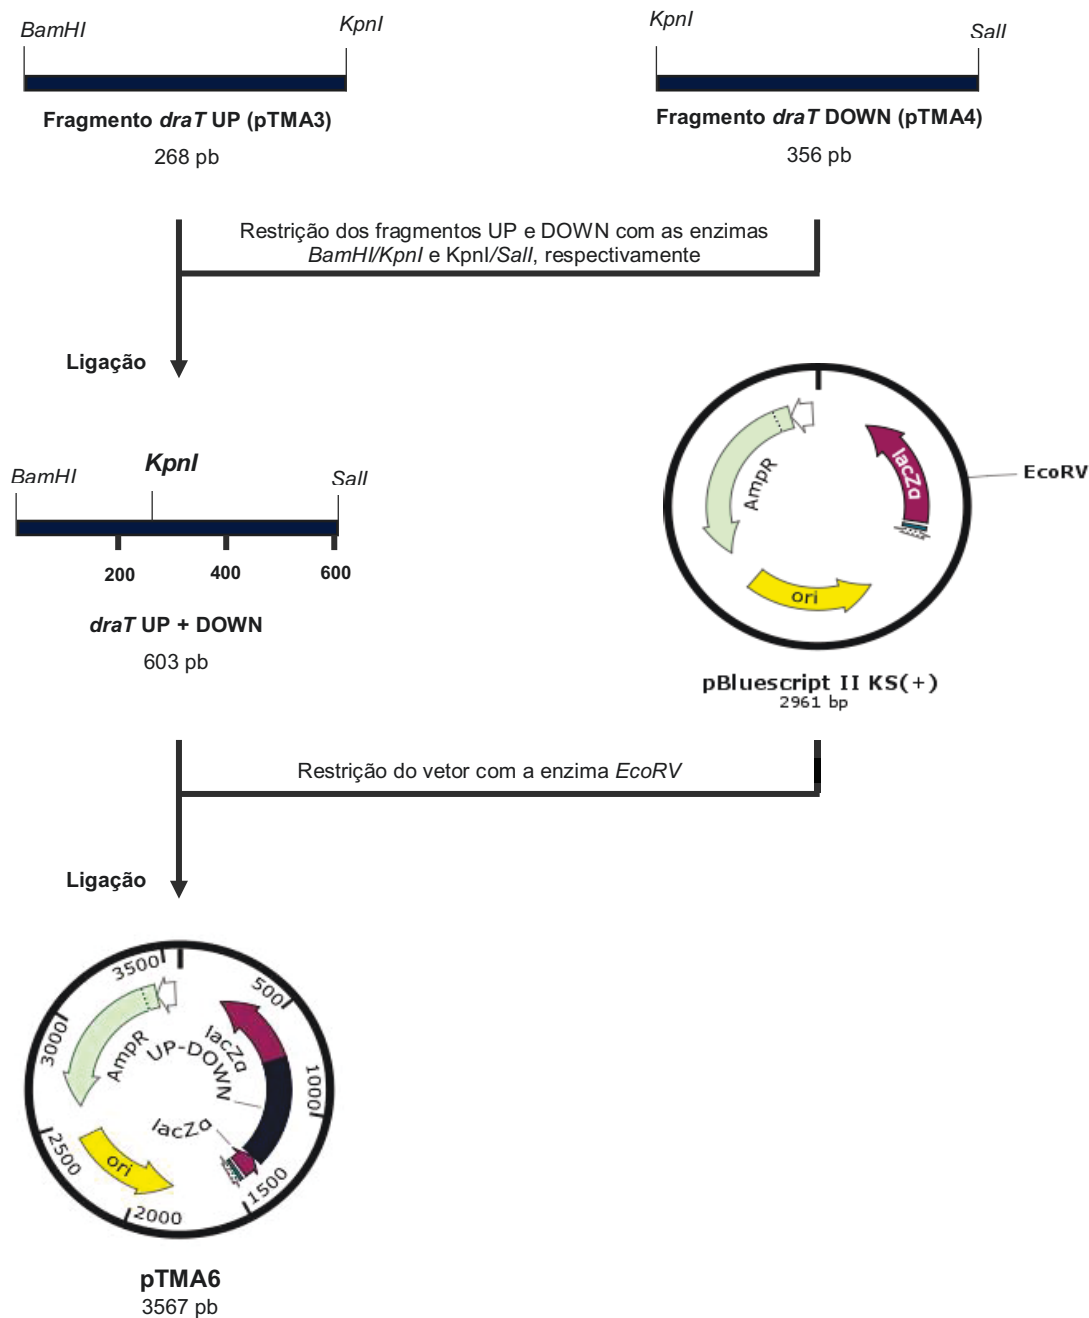 BamHI
KpnI
KpnI
SalI
Fragmento draT UP (pTMA3)
268 pb
Fragmento draT DOWN (pTMA4)
356 pb
Restrição dos fragmentos UP e DOWN com as enzimas
BamHI/KpnI e KpnI/SalI, respectivamente
Ligação
BamHI
KpnI
SalI
200
400
600
draT UP + DOWN
603 pb
AmpR
lacZα
EcoRV
ori
pBluescript II KS(+)
2961 bp
Restrição do vetor com a enzima EcoRV
Ligação
3500
500
3000
AmpR
UP-DOWN
lacZα
1000
lacZα
2500
ori
1500
2000
pTMA6
3567 pb